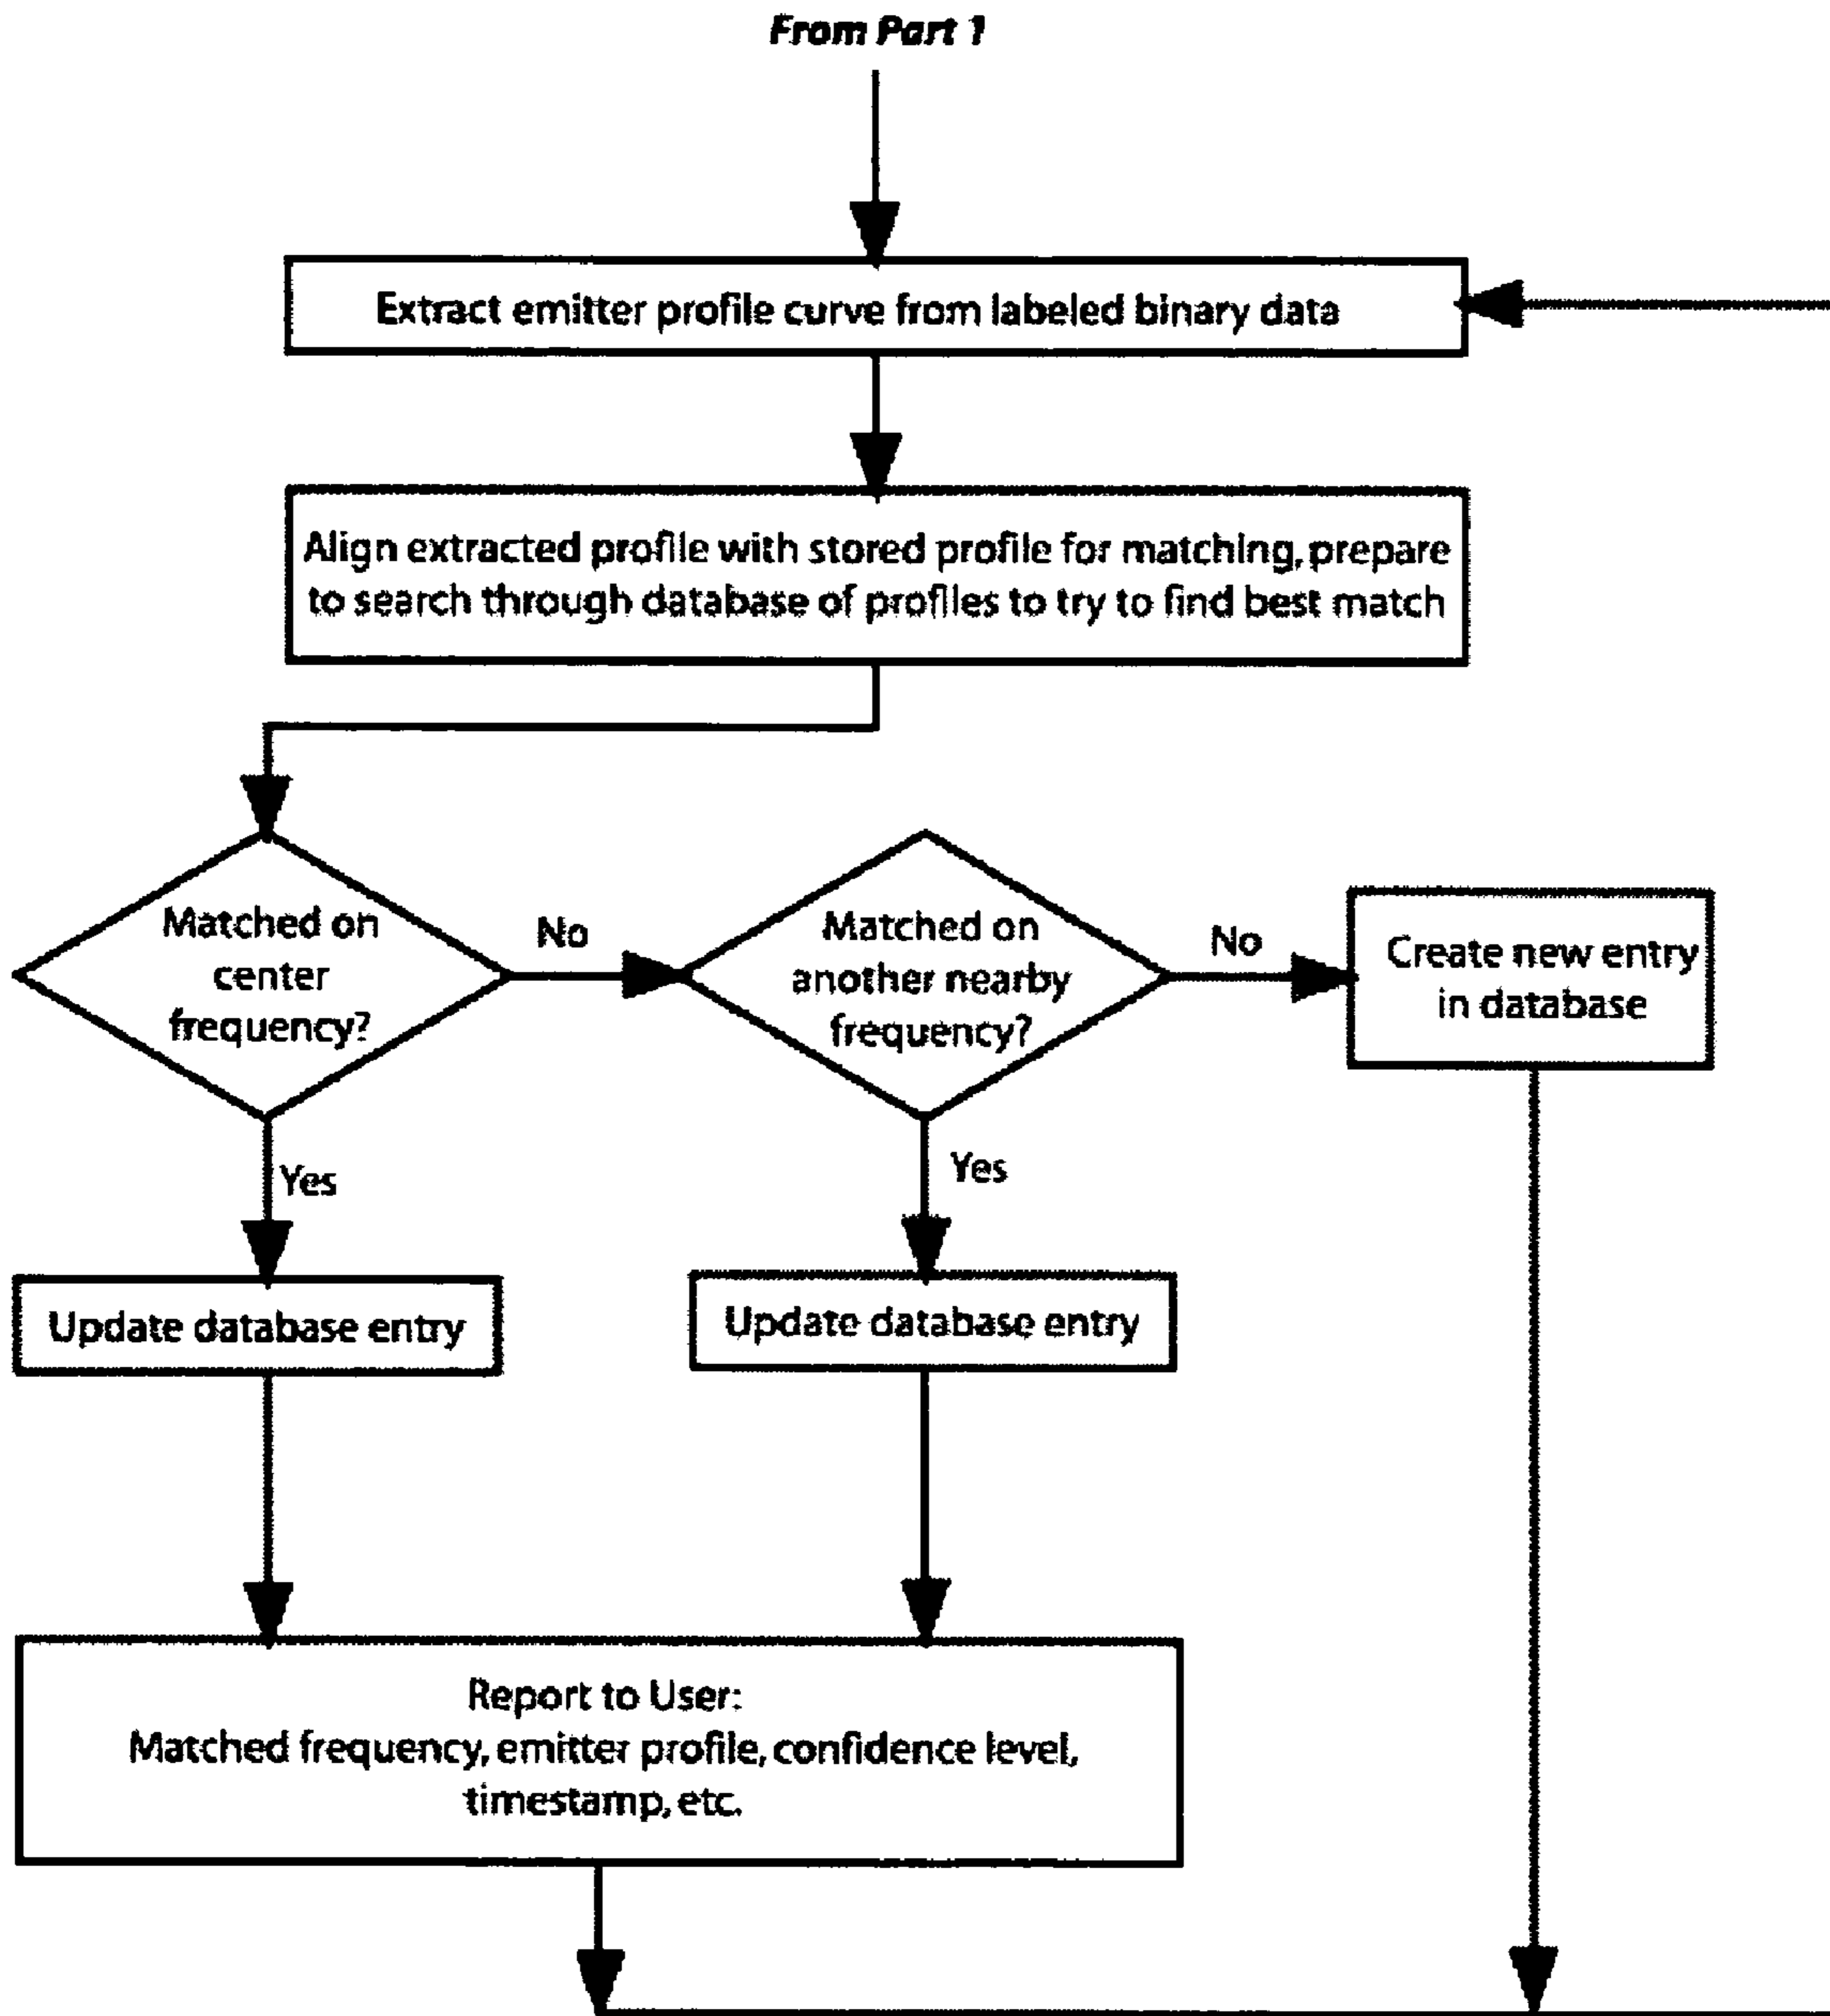 From Part 1
Extract emitter profile curve from labeled binary data
Align extracted profile with stored profile for matching, prepare
to search through database of profiles to try to find best match
Matched on
center
frequency?
No
Matched on
another nearby
frequency?
No
Create new entry
in database
Yes
Yes
Update database entry
Update database entry
Report to User:
Matched frequency, emitter profile, confidence level,
timestamp, etc.